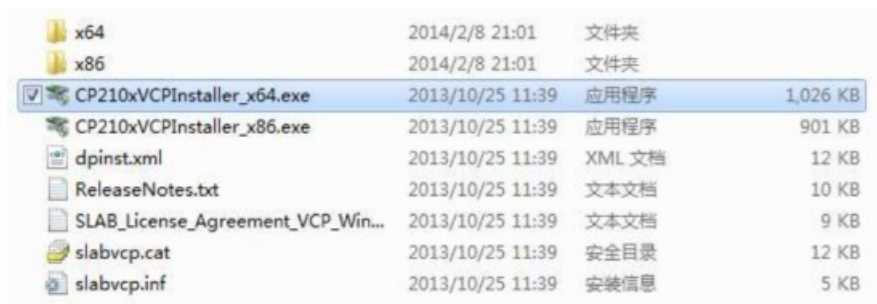 x64 2014/2/8 21:01 文件夹
x86 2014/2/8 21:01 文件夹
CP210xVCPInstaller_x64.exe 2013/10/25 11:39 应用程序 1,026 KB
CP210xVCPInstaller_x86.exe 2013/10/25 11:39 应用程序 901 KB
dpinst.xml 2013/10/25 11:39 XML 文档 12 KB
ReleaseNotes.txt 2013/10/25 11:39 文本文档 10 KB
SLAB_License_Agreement_VCP_Win... 2013/10/25 11:39 文本文档 9 KB
slabvcp.cat 2013/10/25 11:39 安全目录 12 KB
slabvcp.inf 2013/10/25 11:39 安装信息 5 KB